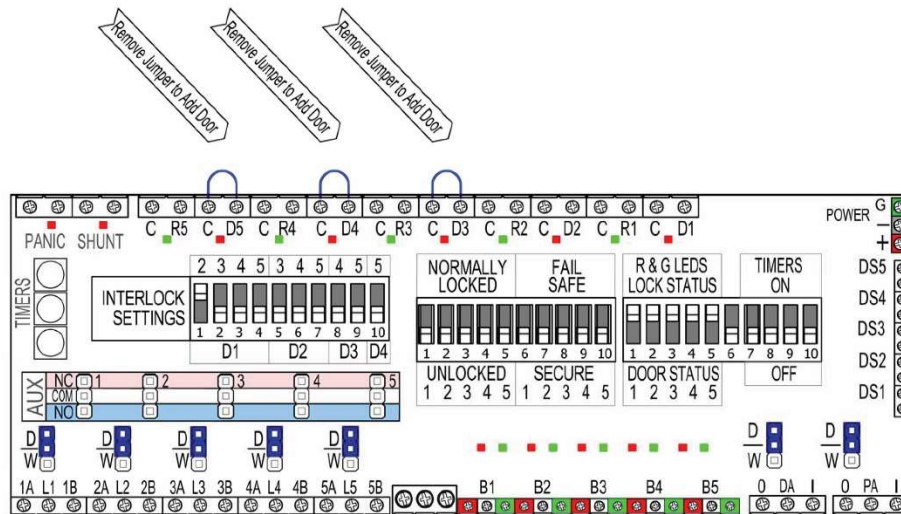 Remove Jumper to Add Door
Remove Jumper to Add Door
Remove Jumper to Add Door
C R5 C D5 C R4 C D4 C R3 C D3 C R2 C D2 C R1 C D1
POWER G
-
+
PANIC SHUNT
TIMERS
INTERLOCK SETTINGS
2 3 4 5 3 4 5 4 5 5
1 2 3 4 5 6 7 8 9 10
D1 D2 D3 D4
NORMALLY LOCKED
FAIL SAFE
1 2 3 4 5 6 7 8 9 10
UNLOCKED SECURE
1 2 3 4 5 1 2 3 4 5
R & G LEDS LOCK STATUS
TIMERS ON
1 2 3 4 5 6 7 8 9 10
DOOR STATUS OFF
1 2 3 4 5
DS5
DS4
DS3
DS2
DS1
AUX
NC 1 2 3 4 5
COM
NO
D D D D D D D
W W W W W W W
1A L1 1B 2A L2 2B 3A L3 3B 4A L4 4B 5A L5 5B
B1 B2 B3 B4 B5
O DA I O PA I